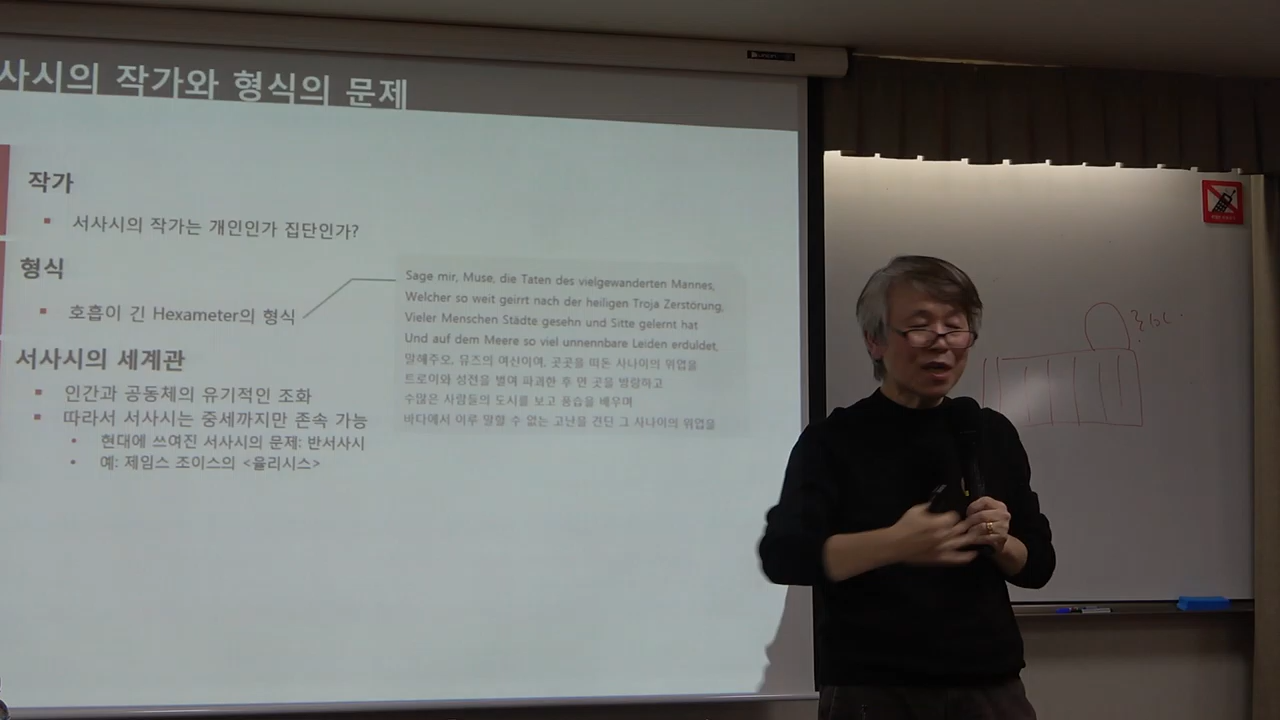 사시의 작가와 형식의 문제
작가
▪ 서사시의 작가는 개인인가 집단인가?
형식
▪ 호흡이 긴 Hexameter의 형식
Sage mir, Muse, die Taten des vielgewanderten Mannes,
Welcher so weit geirrt nach der heiligen Troja Zerstörung,
Vieler Menschen Städte gesehn und Sitte gelernt hat
Und auf dem Meere so viel unnennbare Leiden erduldet,
말해주오, 뮤즈의 여신이여, 곳곳을 떠돈 사나이의 위업을
트로이와 성전을 벌여 파괴한 후 먼 곳을 방랑하고
수많은 사람들의 도시를 보고 풍습을 배우며
바다에서 이루 말할 수 없는 고난을 견딘 그 사나이의 위업을
서사시의 세계관
▪ 인간과 공동체의 유기적인 조화
▪ 따라서 서사시는 중세까지만 존속 가능
• 현대에 쓰여진 서사시의 문제: 반서사시
• 예: 제임스 조이스의 <율리시스>